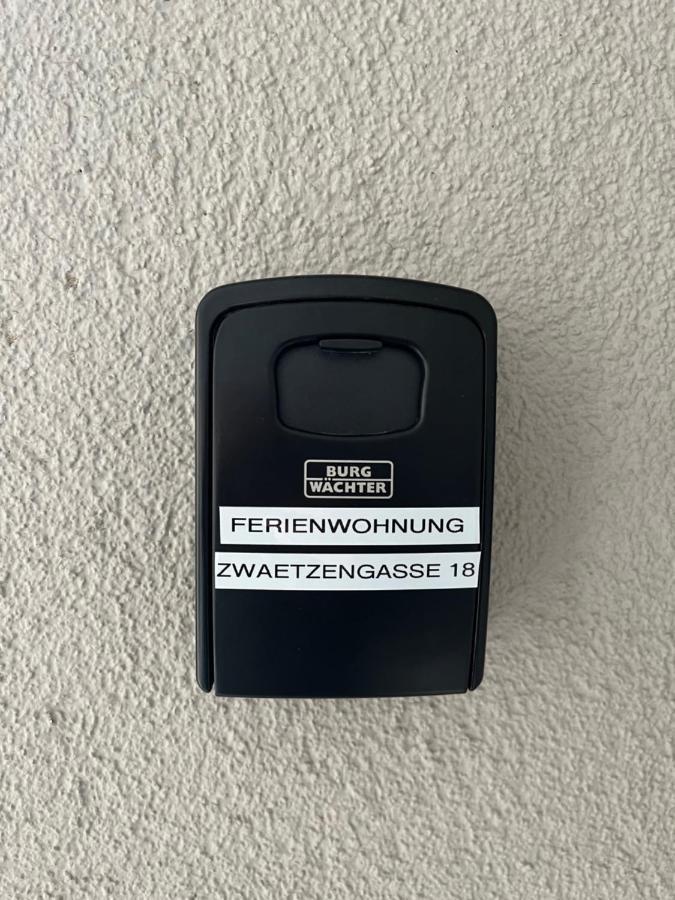 BURG
WÄCHTER
FERIENWOHNUNG
ZWAETZENGASSE 18